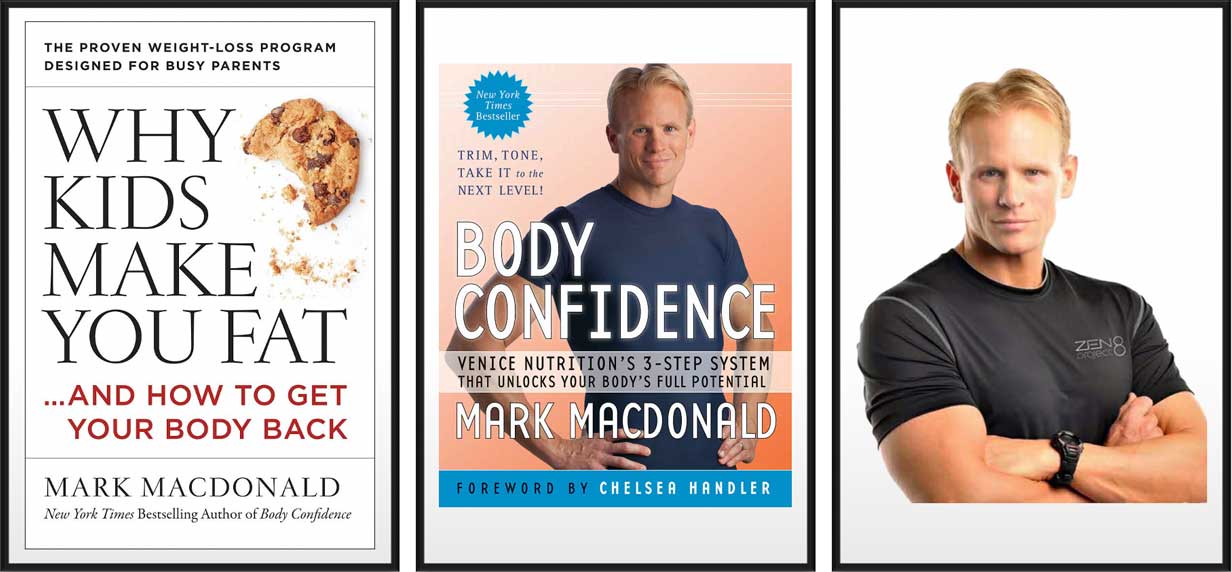 THE PROVEN WEIGHT-LOSS PROGRAM
DESIGNED FOR BUSY PARENTS
WHY
KIDS
MAKE
YOU FAT
...AND HOW TO GET
YOUR BODY BACK
MARK MACDONALD
New York Times Bestselling Author of Body Confidence
New York
Times
Bestseller
TRIM, TONE,
TAKE IT to the
NEXT LEVEL!
BODY
CONFIDENCE
VENICE NUTRITION'S 3-STEP SYSTEM
THAT UNLOCKS YOUR BODY'S FULL POTENTIAL
MARK MACDONALD
FOREWORD BY CHELSEA HANDLER
ZEN8
project